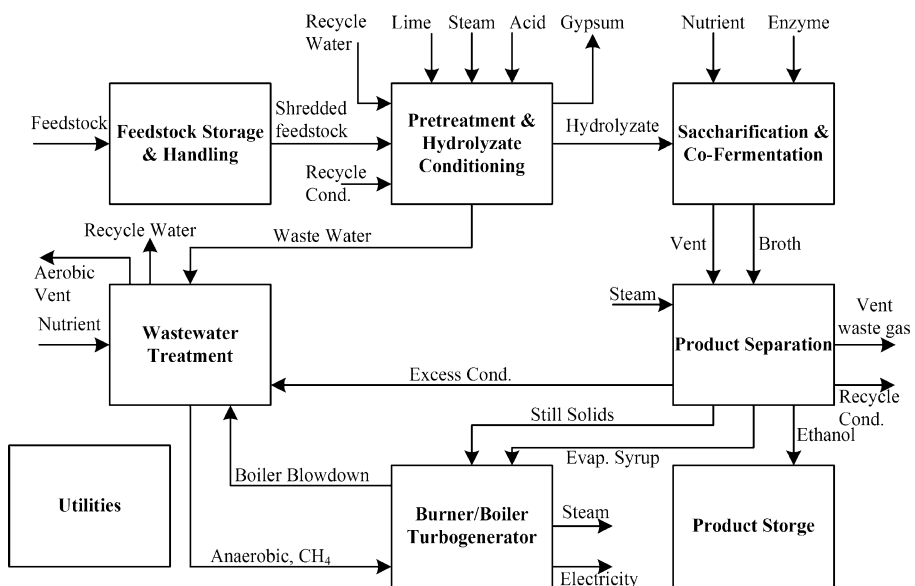 Recycle
Water
Lime
Steam
Acid
Gypsum
Nutrient
Enzyme
Feedstock
Feedstock Storage
& Handling
Shredded
feedstock
Pretreatment &
Hydrolyzate
Conditioning
Hydrolyzate
Saccharification &
Co-Fermentation
Recycle
Cond.
Recycle Water
Waste Water
Vent
Broth
Aerobic
Vent
Steam
Vent
waste gas
Nutrient
Wastewater
Treatment
Product Separation
Excess Cond.
Recycle
Cond.
Still Solids
Ethanol
Evap. Syrup
Boiler Blowdown
Utilities
Burner/Boiler
Turbogenerator
Steam
Product Storge
Anaerobic, CH₄
Electricity